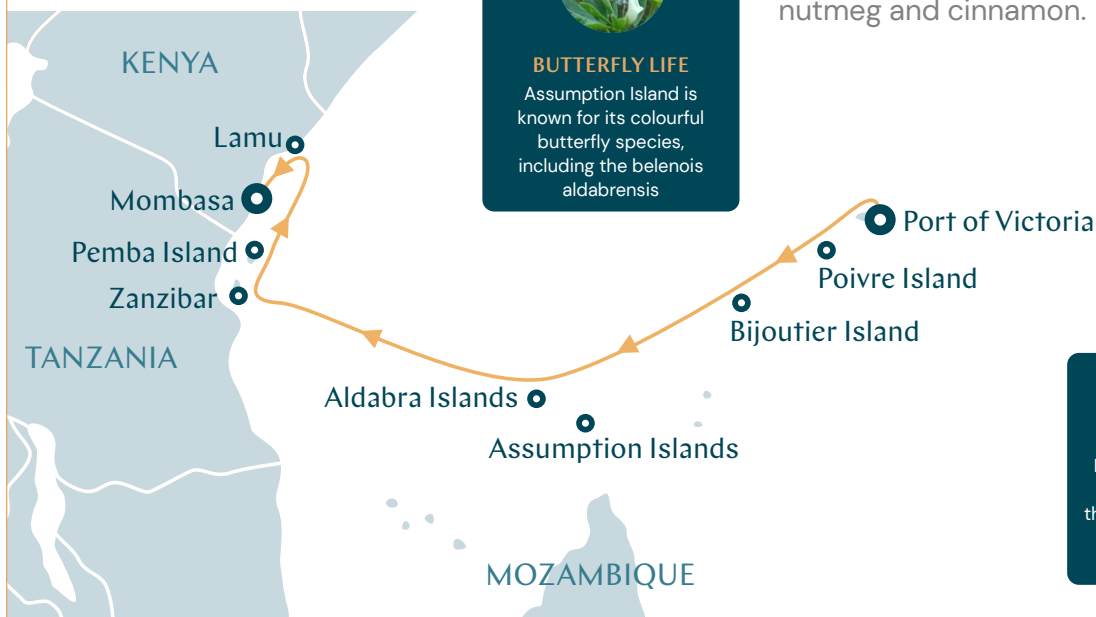 nutmeg and cinnamon.
BUTTERFLY LIFE
Assumption Island is
known for its colourful
butterfly species,
including the belenois
aldabrensis
KENYA
Lamu
Mombasa
Pemba Island
Zanzibar
TANZANIA
Port of Victoria
Poivre Island
Bijoutier Island
Aldabra Islands
Assumption Islands
MOZAMBIQUE